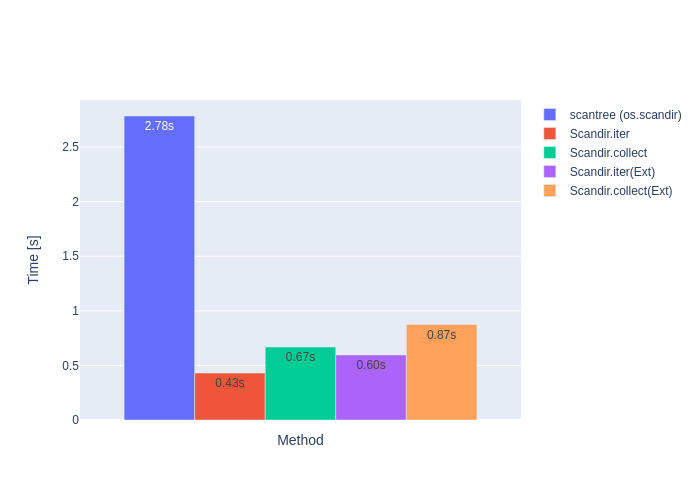 2.5
2
1.5
1
0.5
0
Time [s]
2.78s
0.43s
0.67s
0.60s
0.87s
Method
scantree (os.scandir)
Scandir.iter
Scandir.collect
Scandir.iter(Ext)
Scandir.collect(Ext)